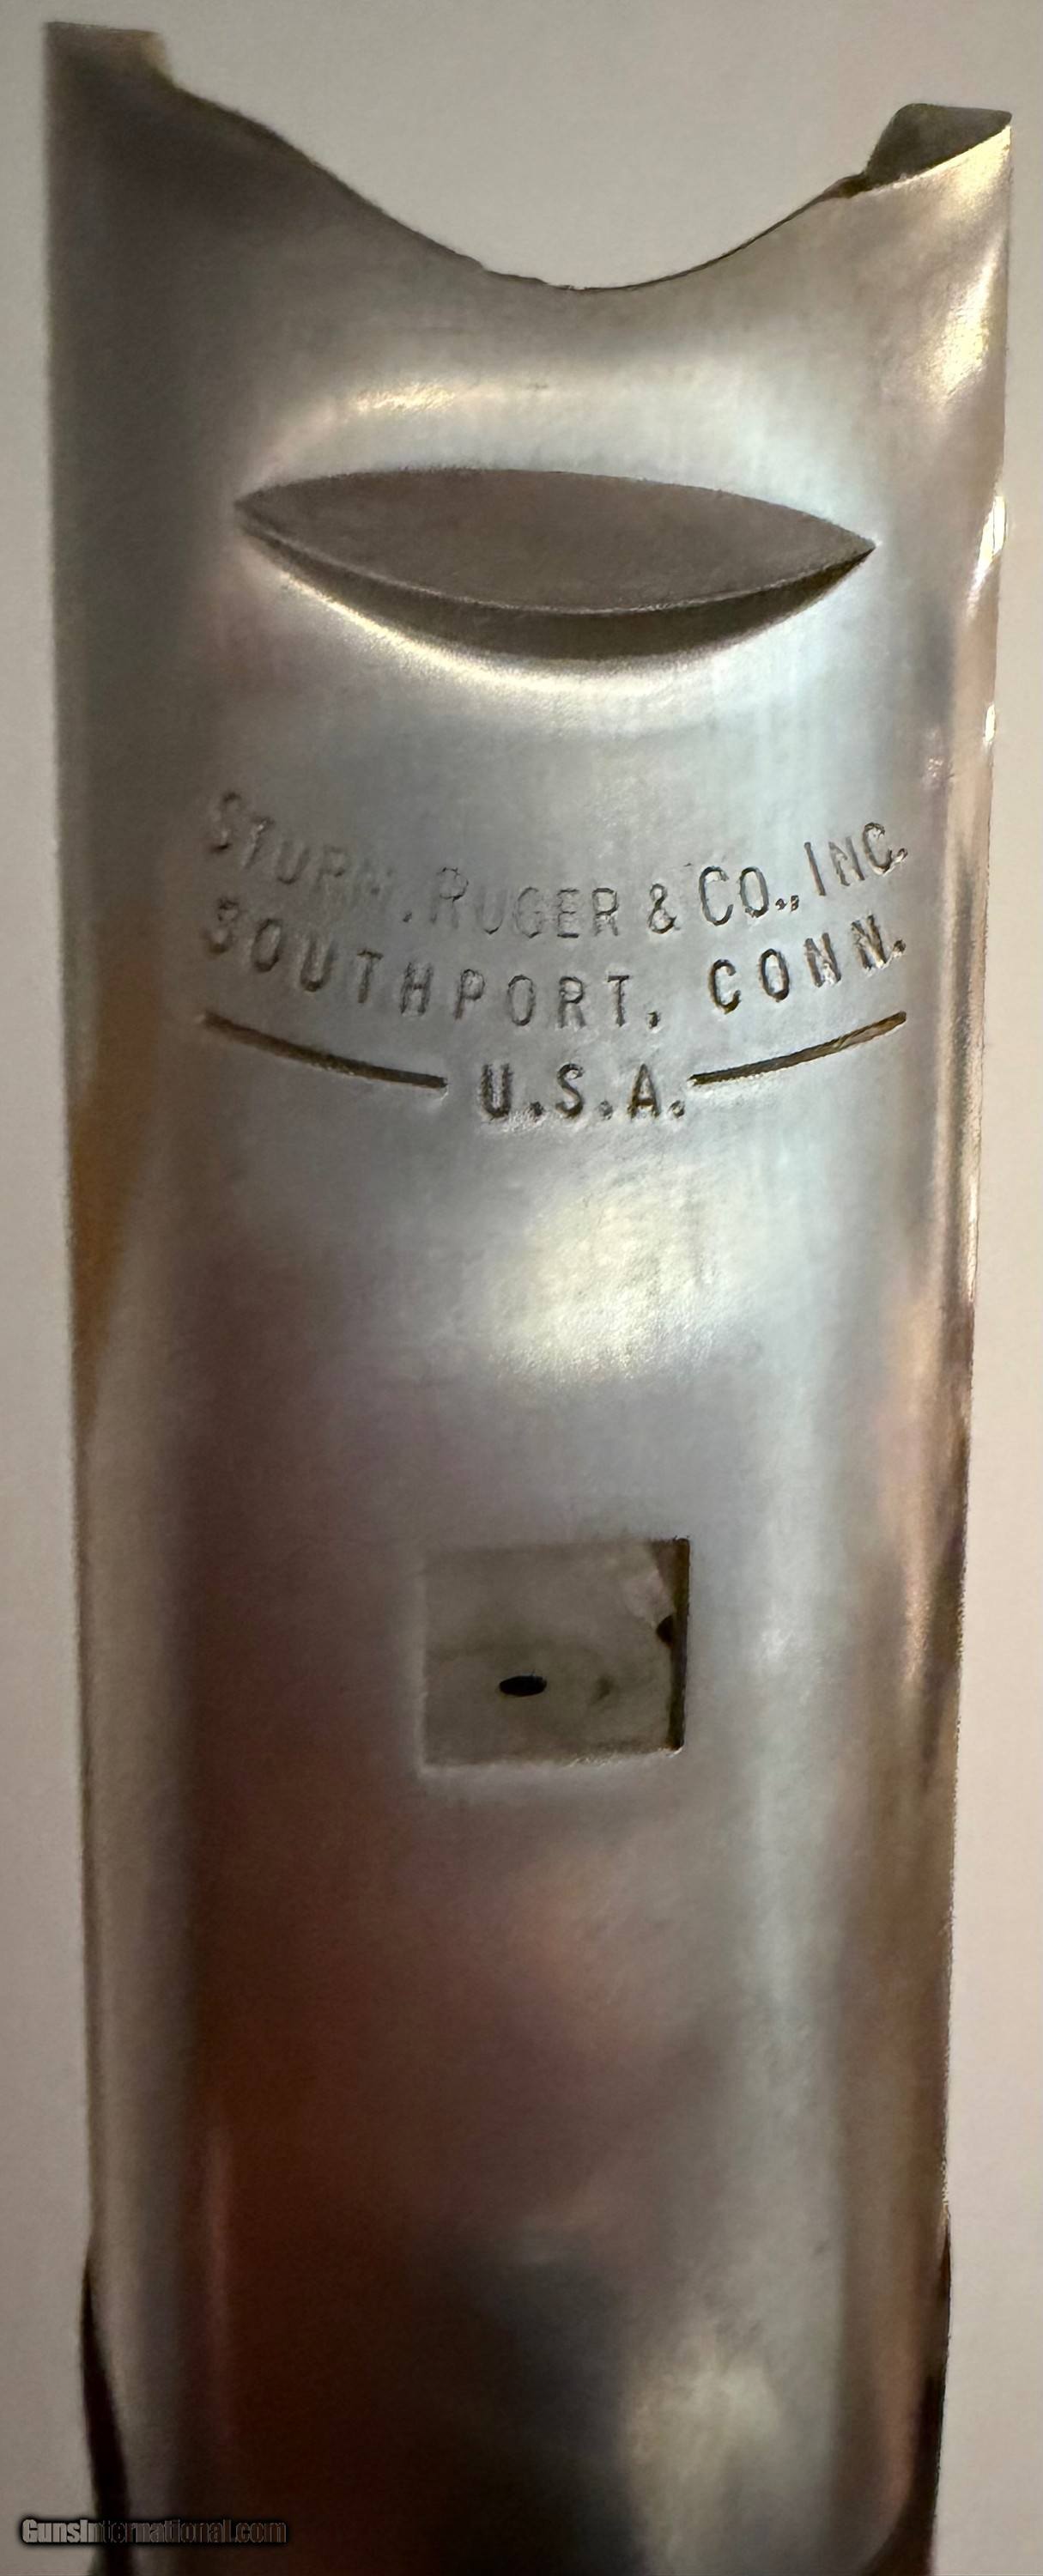 STURM, RUGER & CO., INC.
SOUTHPORT, CONN.
U.S.A.
GunsInternational.com